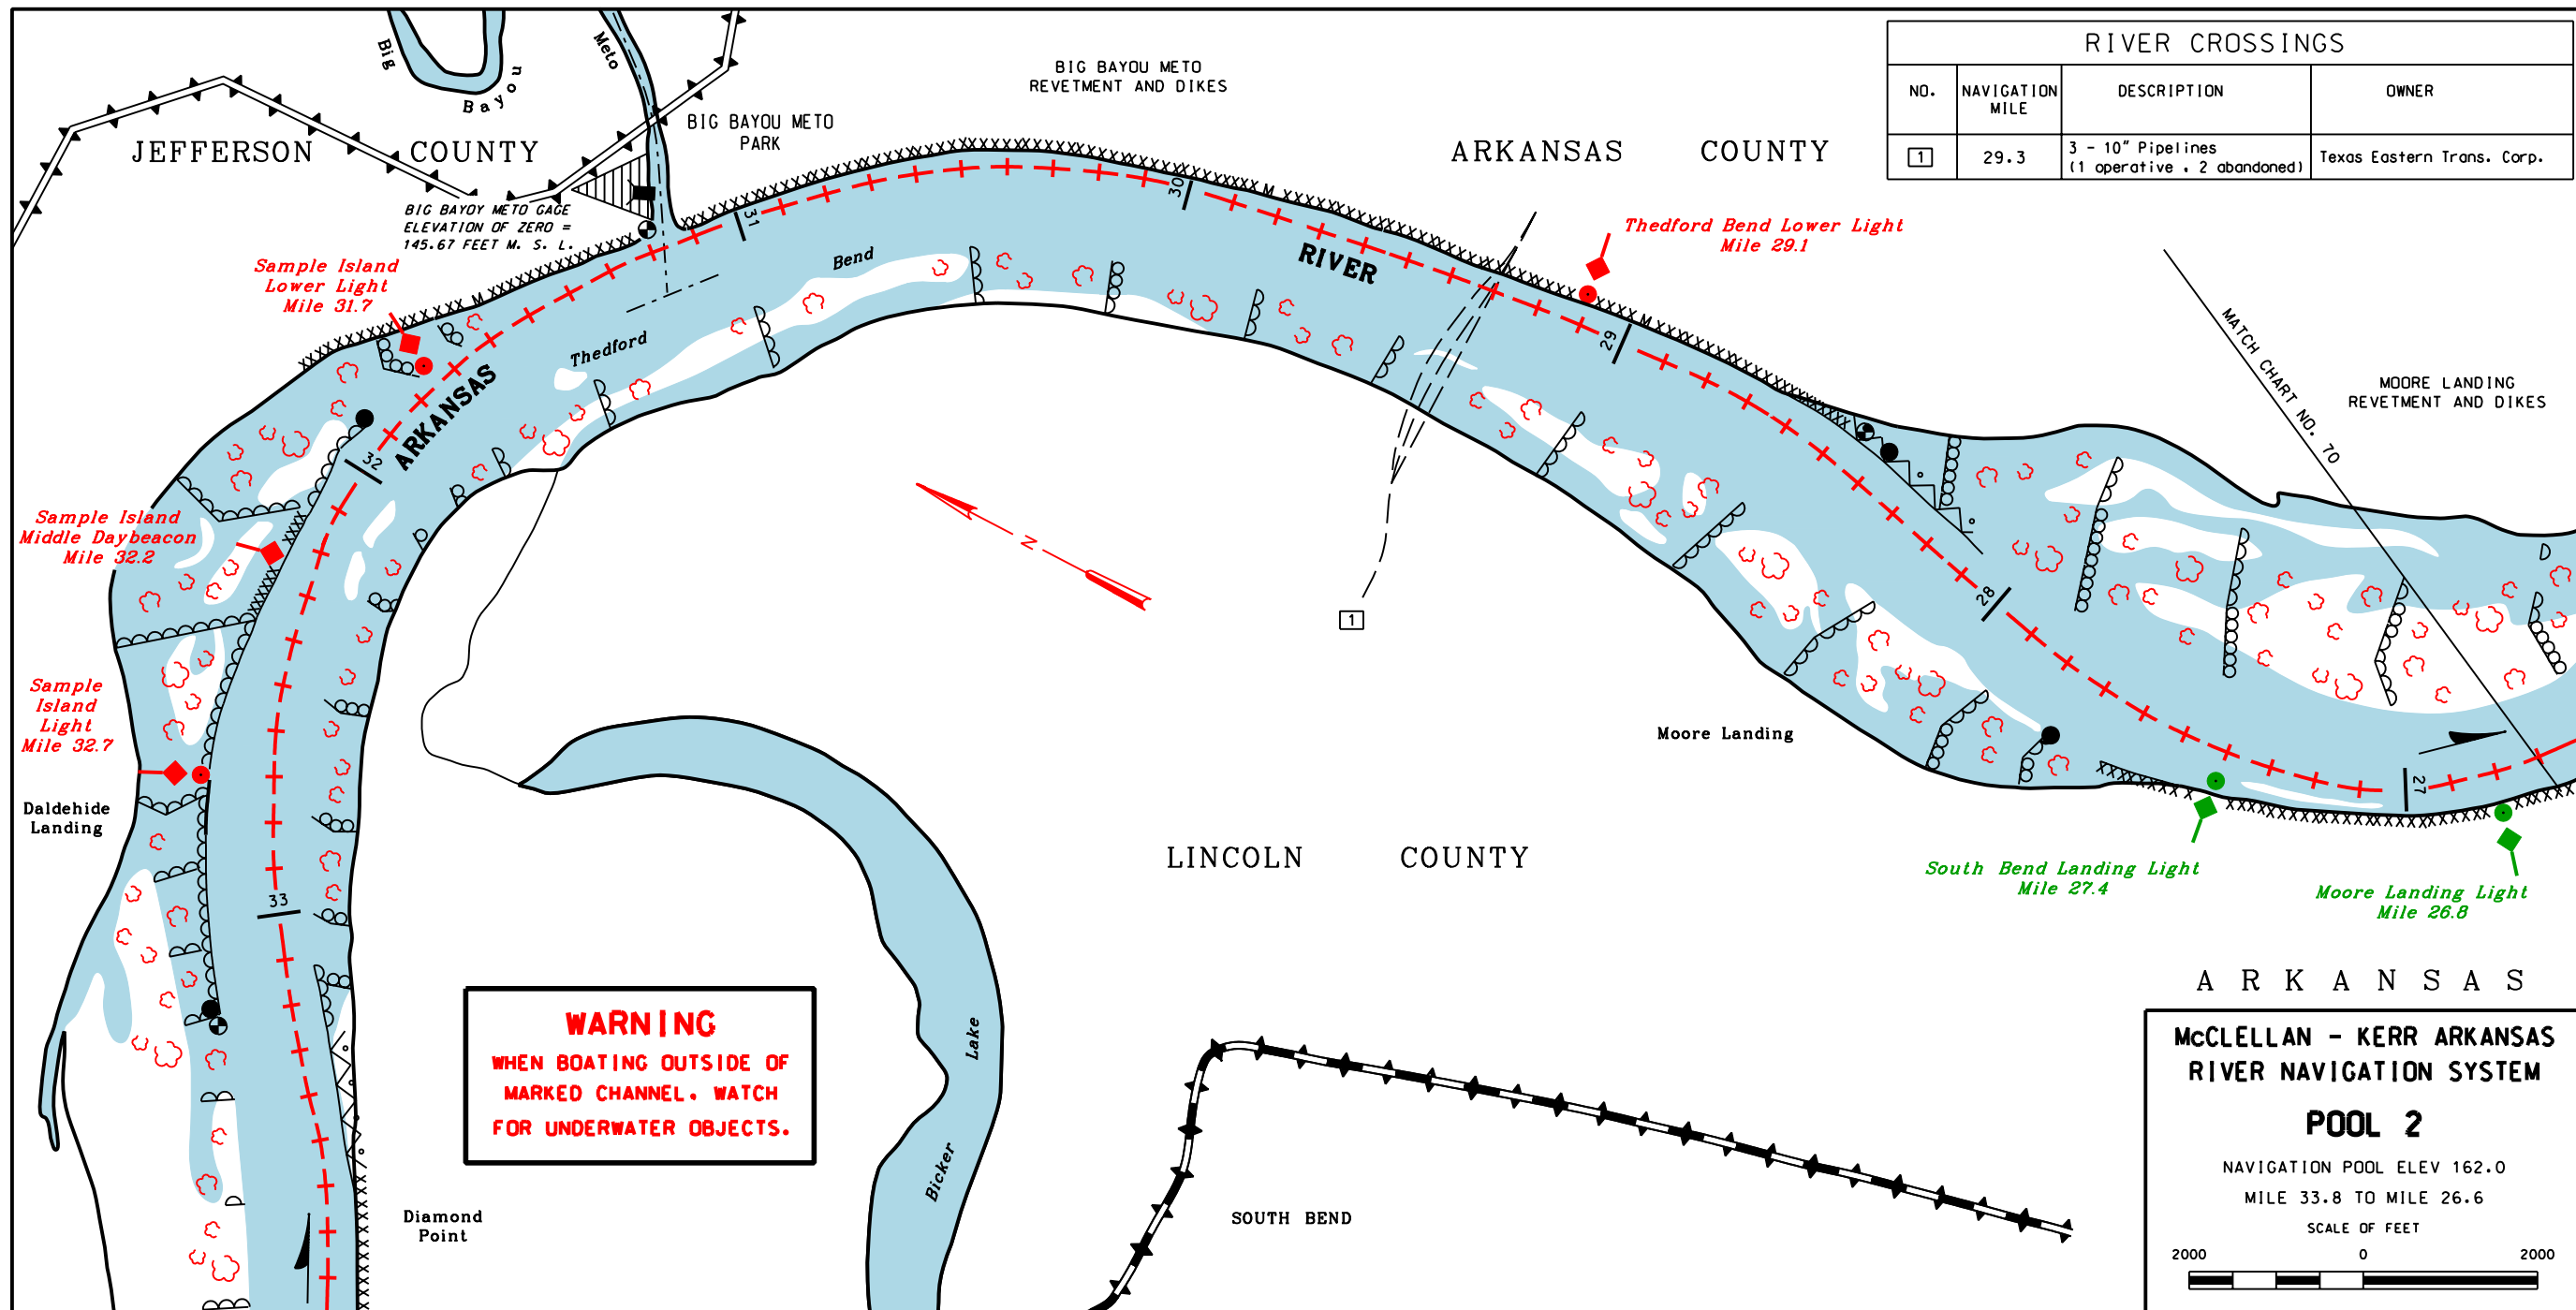 Big
Bayou
Meto
BIG BAYOU METO
REVETMENT AND DIKES
BIG BAYOU METO
PARK
JEFFERSON COUNTY
ARKANSAS COUNTY
RIVER CROSSINGS
NO.
NAVIGATION
MILE
DESCRIPTION
OWNER
1
29.3
3 - 10" Pipelines
(1 operative , 2 abandoned)
Texas Eastern Trans. Corp.
BIG BAYOY METO GAGE
ELEVATION OF ZERO =
145.67 FEET M. S. L.
Sample Island
Lower Light
Mile 31.7
31
30
M
M
M
M
Bend
Thedford
RIVER
ARKANSAS
Thedford Bend Lower Light
Mile 29.1
29
MATCH CHART NO. 70
MOORE LANDING
REVETMENT AND DIKES
32
Sample Island
Middle Daybeacon
Mile 32.2
N
1
28
Sample
Island
Light
Mile 32.7
Daldehide
Landing
Moore Landing
27
33
LINCOLN COUNTY
South Bend Landing Light
Mile 27.4
Moore Landing Light
Mile 26.8
ARKANSAS
WARNING
WHEN BOATING OUTSIDE OF
MARKED CHANNEL, WATCH
FOR UNDERWATER OBJECTS.
Bicker Lake
Diamond
Point
SOUTH BEND
McCLELLAN - KERR ARKANSAS
RIVER NAVIGATION SYSTEM
POOL 2
NAVIGATION POOL ELEV 162.0
MILE 33.8 TO MILE 26.6
SCALE OF FEET
2000 0 2000